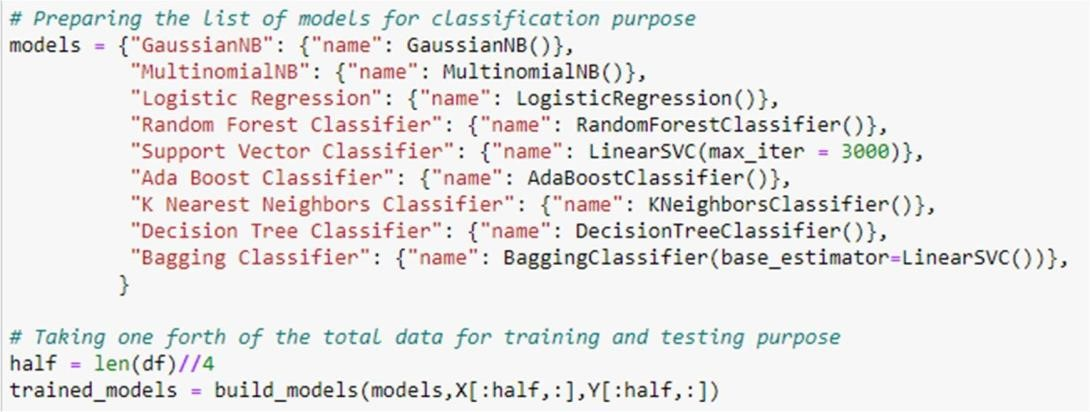 # Preparing the list of models for classification purpose
models = {"GaussianNB": {"name": GaussianNB()},
"MultinomialNB": {"name": MultinomialNB()},
"Logistic Regression": {"name": LogisticRegression()},
"Random Forest Classifier": {"name": RandomForestClassifier()},
"Support Vector Classifier": {"name": LinearSVC(max_iter = 3000)},
"Ada Boost Classifier": {"name": AdaBoostClassifier()},
"K Nearest Neighbors Classifier": {"name": KNeighborsClassifier()},
"Decision Tree Classifier": {"name": DecisionTreeClassifier()},
"Bagging Classifier": {"name": BaggingClassifier(base_estimator=LinearSVC())},
}
# Taking one forth of the total data for training and testing purpose
half = len(df)//4
trained_models = build_models(models,X[:half,:],Y[:half,:])